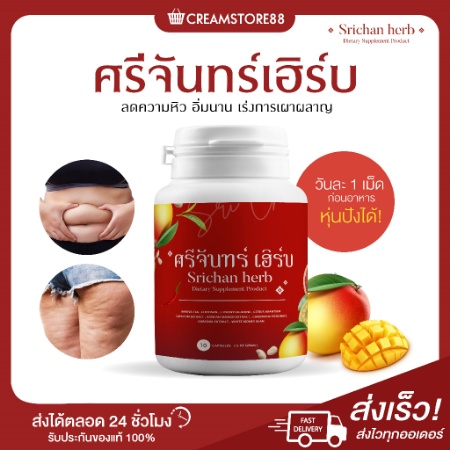 CREAMSTORE88
Srichan herb
Dietary Supplement Product
ศรีจันทร์เฮิร์บ
ลดความหิว อิ่มนาน เร่งการเผาผลาญ
วันละ 1 เม็ด
ก่อนอาหาร
หุ่นปังได้!
ศรีจันทร์ เฮิร์บ
Srichan herb
Dietary Supplement Product
10
CAPSULES
ส่งได้ตลอด 24 ชั่วโมง
รับประกันของแท้ 100%
FAST
DELIVERY
ส่งเร็ว!
ส่งไวทุกออเดอร์